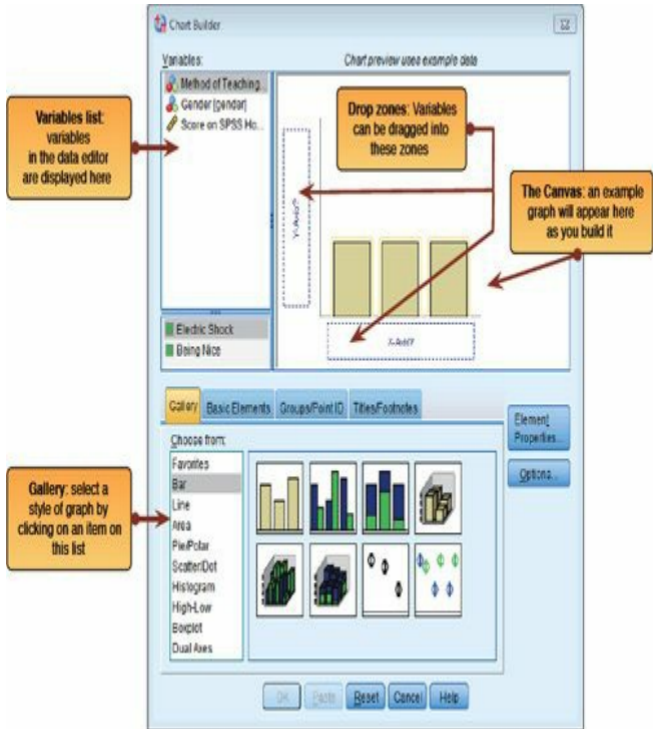 Chart Builder
Variables:
Chart preview uses example data
Method of Teaching...
Gender [gender]
Score on SPSS Ho...
Variables list:
variables
in the data editor
are displayed here
Drop zones: Variables
can be dragged into
these zones
The Canvas: an example
graph will appear here
as you build it
Y-Axis?
X-Axis?
Electric Shock
Being Nice
Gallery
Basic Elements
Groups/Point ID
Titles/Footnotes
Element
Properties...
Options...
Choose from:
Favorites
Bar
Line
Area
Pie/Polar
Scatter/Dot
Histogram
High-Low
Boxplot
Dual Axes
Gallery: select a
style of graph by
clicking on an item on
this list
OK
Paste
Reset
Cancel
Help